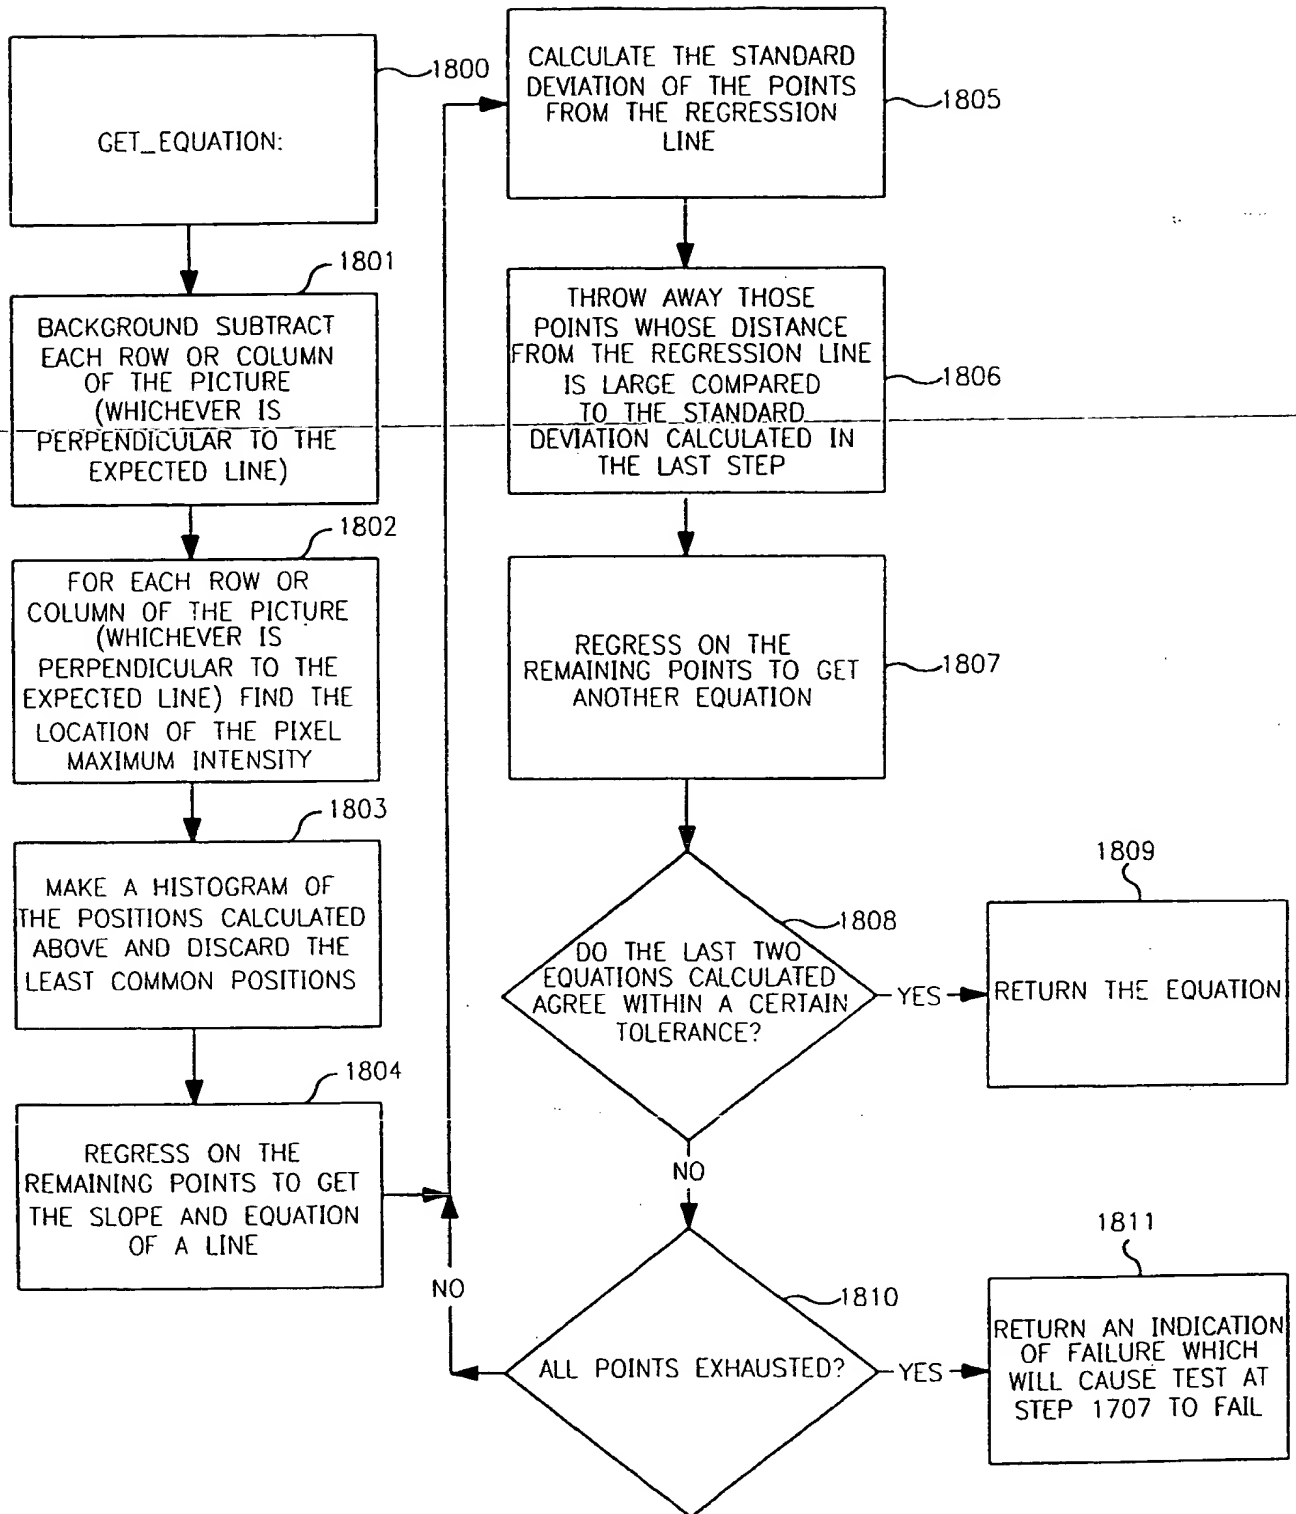 1800
GET_EQUATION:
1801
BACKGROUND SUBTRACT
EACH ROW OR COLUMN
OF THE PICTURE
(WHICHEVER IS
PERPENDICULAR TO THE
EXPECTED LINE)
1802
FOR EACH ROW OR
COLUMN OF THE PICTURE
(WHICHEVER IS
PERPENDICULAR TO THE
EXPECTED LINE) FIND THE
LOCATION OF THE PIXEL
MAXIMUM INTENSITY
1803
MAKE A HISTOGRAM OF
THE POSITIONS CALCULATED
ABOVE AND DISCARD THE
LEAST COMMON POSITIONS
1804
REGRESS ON THE
REMAINING POINTS TO GET
THE SLOPE AND EQUATION
OF A LINE
CALCULATE THE STANDARD
DEVIATION OF THE POINTS
FROM THE REGRESSION
LINE
1805
THROW AWAY THOSE
POINTS WHOSE DISTANCE
FROM THE REGRESSION LINE
IS LARGE COMPARED
TO THE STANDARD
DEVIATION CALCULATED IN
THE LAST STEP
1806
REGRESS ON THE
REMAINING POINTS TO GET
ANOTHER EQUATION
1807
1808
DO THE LAST TWO
EQUATIONS CALCULATED
AGREE WITHIN A CERTAIN
TOLERANCE?
YES
1809
RETURN THE EQUATION
NO
1810
ALL POINTS EXHAUSTED?
NO
YES
1811
RETURN AN INDICATION
OF FAILURE WHICH
WILL CAUSE TEST AT
STEP 1707 TO FAIL